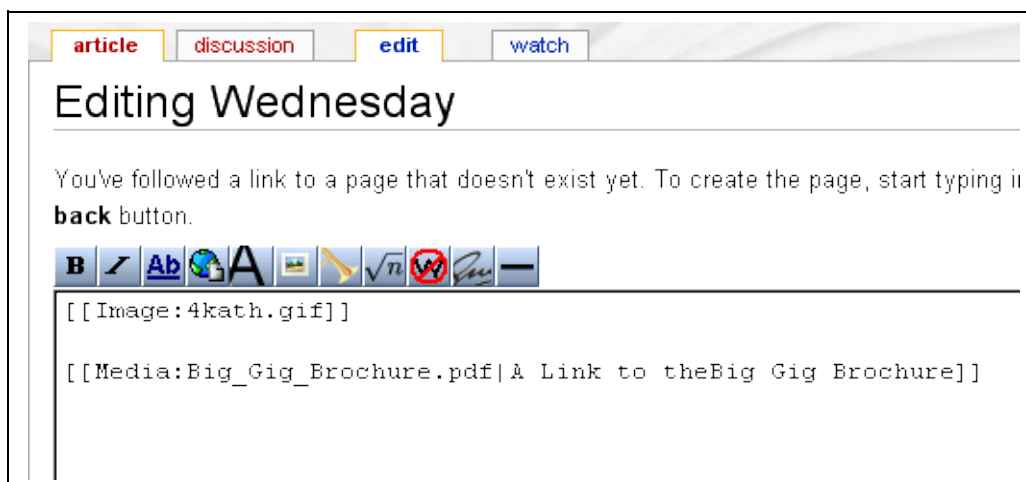 article discussion edit watch
Editing Wednesday
You've followed a link to a page that doesn't exist yet. To create the page, start typing
back button.
B I Ab A √n W
[[Image:4kath.gif]]
[[Media:Big_Gig_Brochure.pdf|A Link to theBig Gig Brochure]]